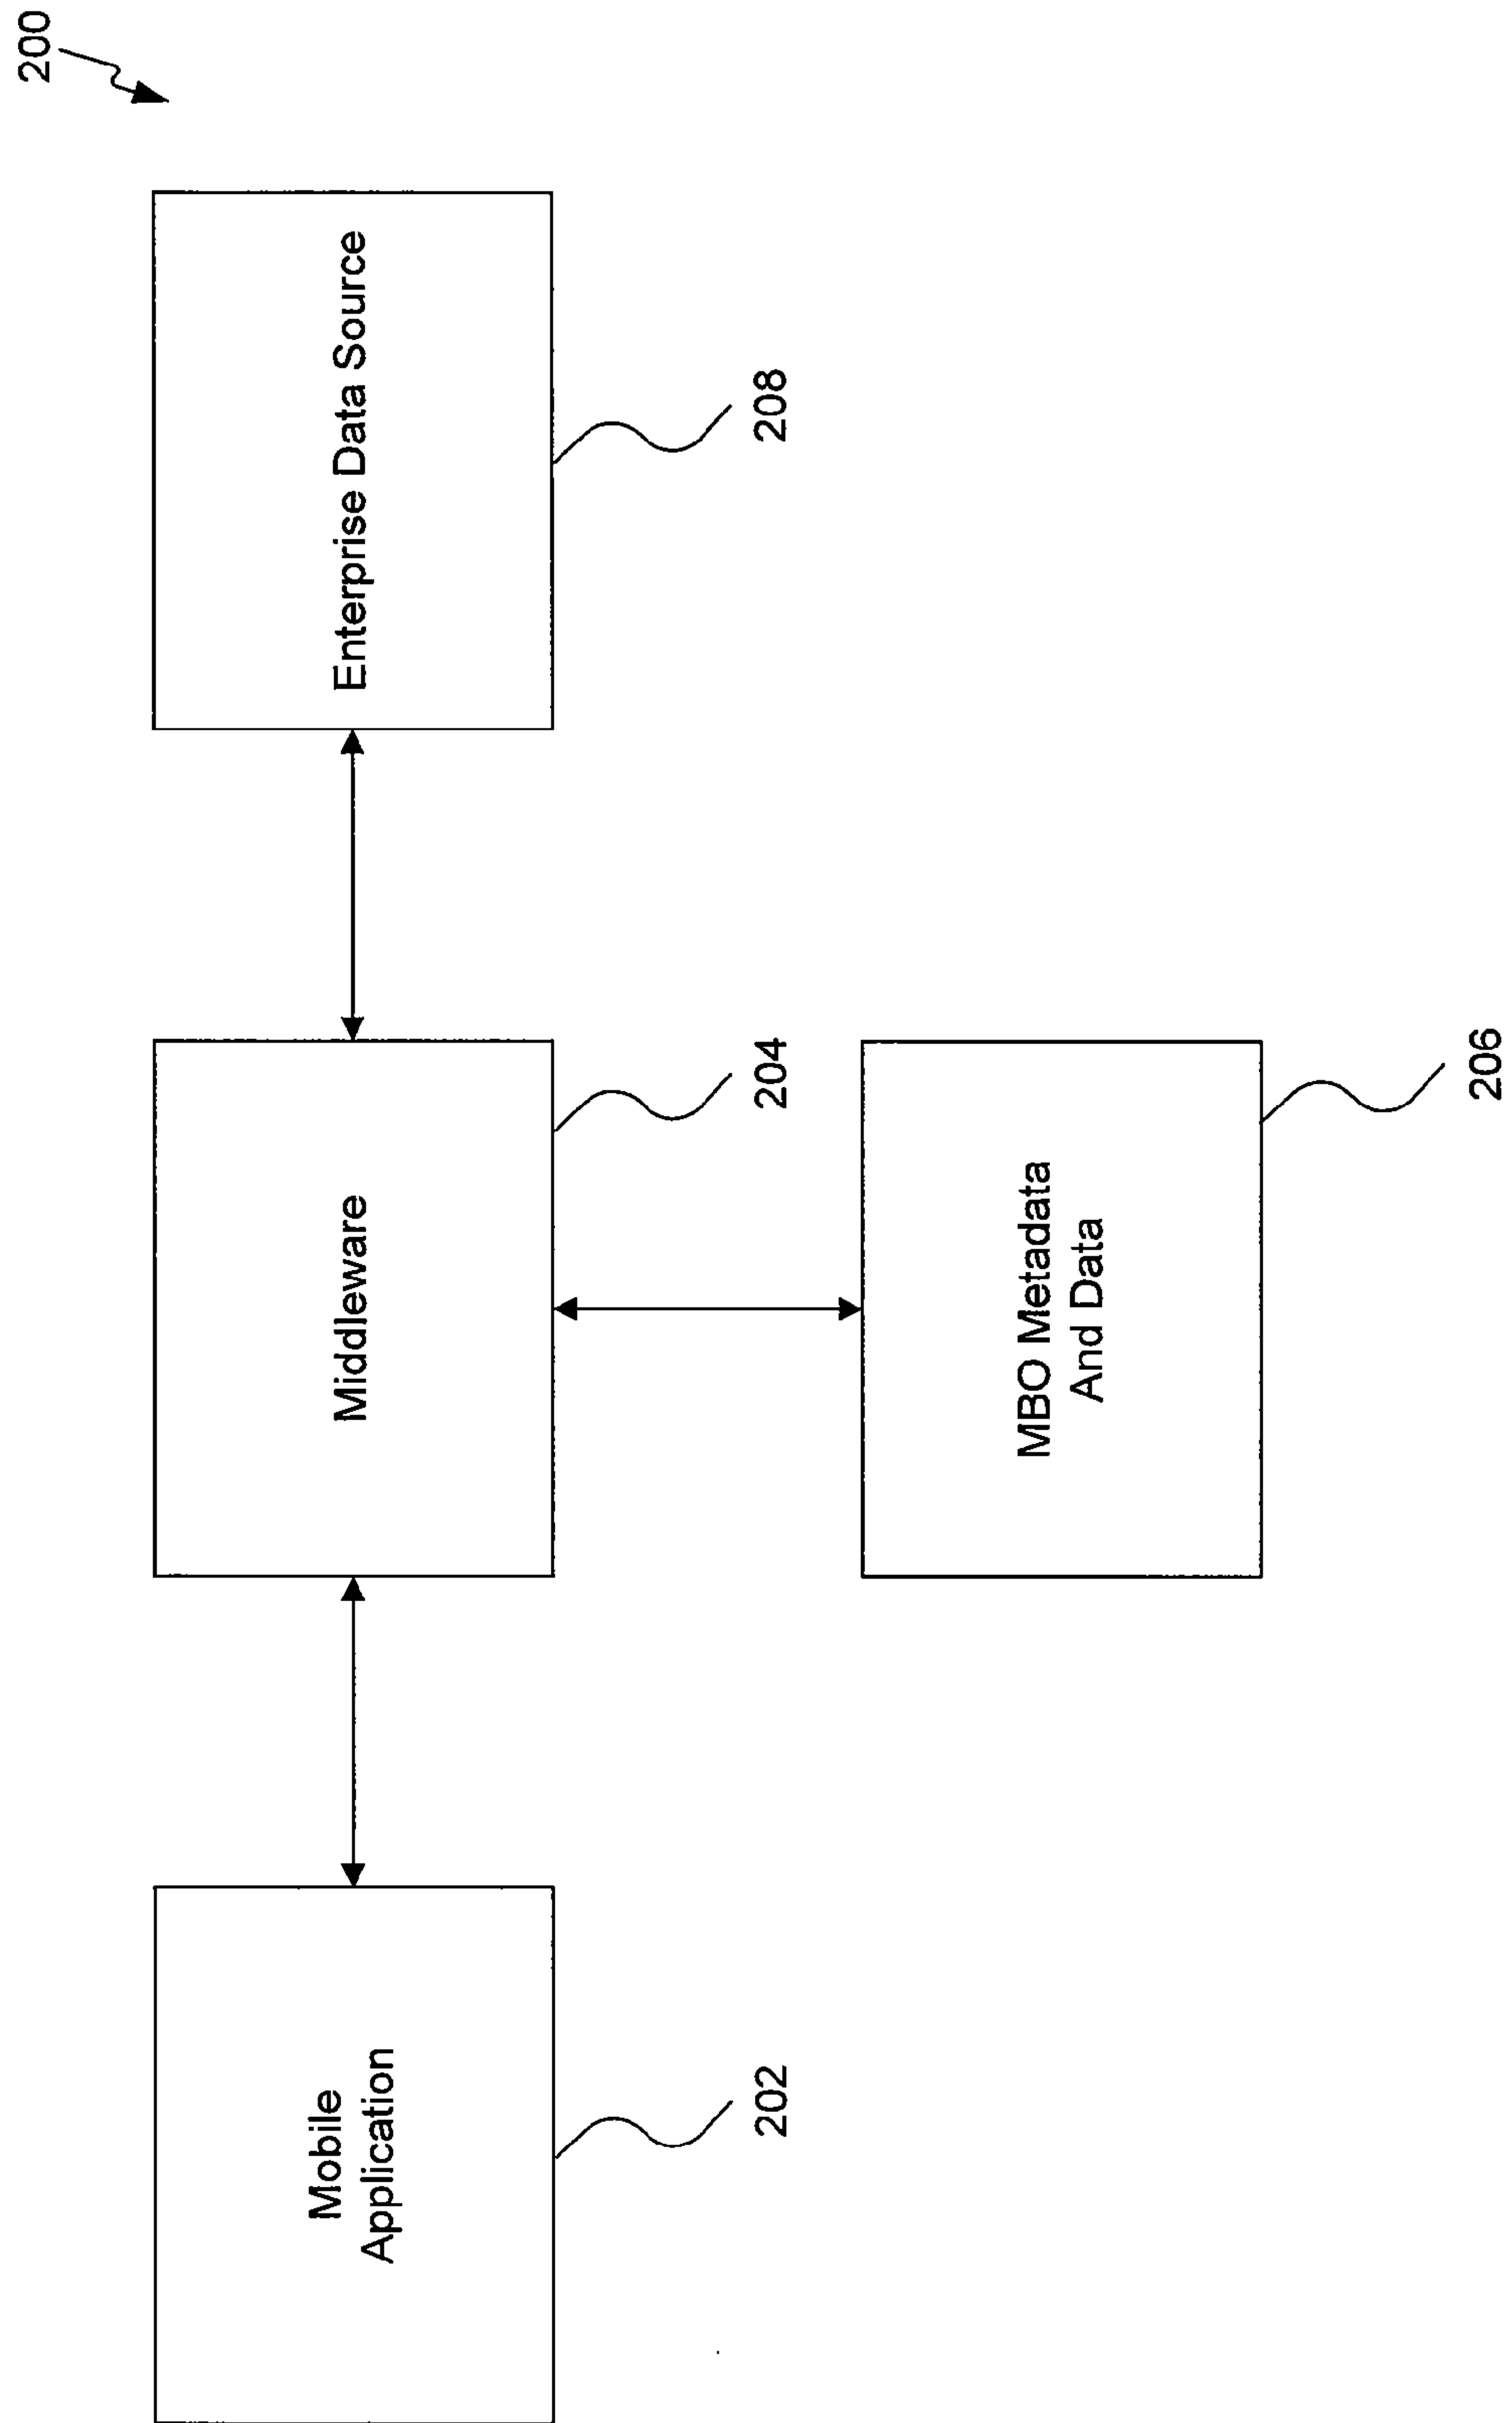 200
Mobile
Application
202
Middleware
204
Enterprise Data Source
208
MBO Metadata
And Data
206